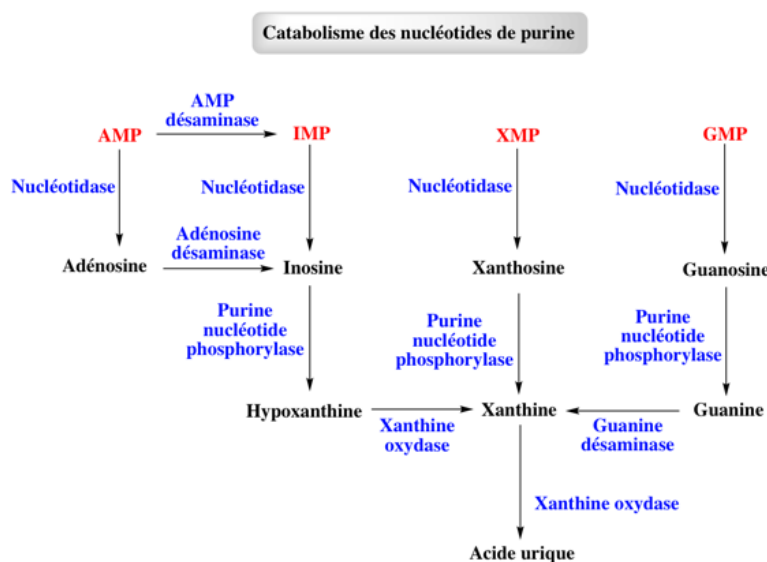 Catabolisme des nucléotides de purine
AMP
désaminase
AMP
IMP
XMP
GMP
Nucléotidase
Nucléotidase
Nucléotidase
Nucléotidase
Adénosine
désaminase
Adénosine
Inosine
Xanthosine
Guanosine
Purine
nucléotide
phosphorylase
Purine
nucléotide
phosphorylase
Purine
nucléotide
phosphorylase
Hypoxanthine
Xanthine
Guanine
Xanthine
oxydase
Guanine
désaminase
Xanthine oxydase
Acide urique